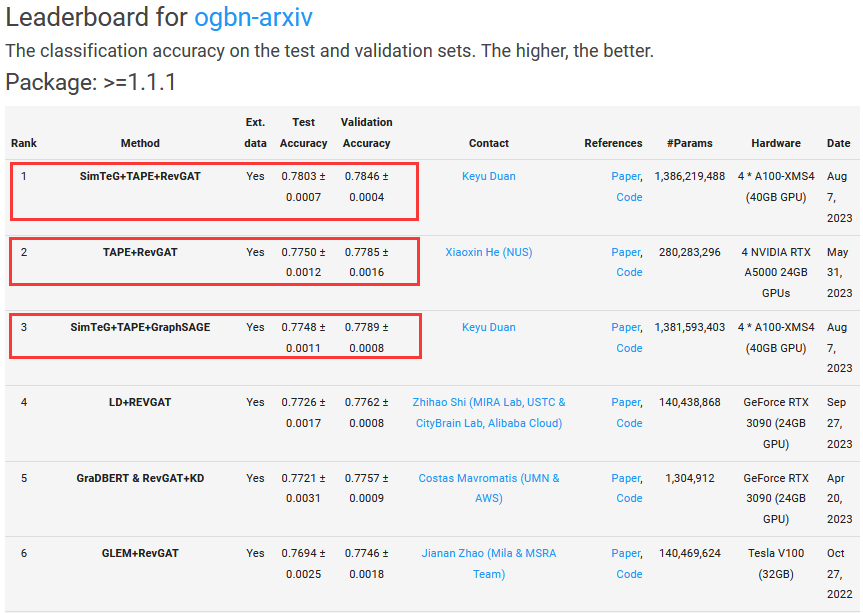 Leaderboard for ogbn-arxiv
The classification accuracy on the test and validation sets. The higher, the better.
Package: >=1.1.1
Ext. Test Validation
Rank Method data Accuracy Accuracy Contact References #Params Hardware Date
1 SimTeG+TAPE+RevGAT Yes 0.7803 ± 0.7846 ± Keyu Duan Paper, 1,386,219,488 4 * A100-XMS4 Aug
0.0007 0.0004 Code (40GB GPU) 7,
2023
2 TAPE+RevGAT Yes 0.7750 ± 0.7785 ± Xiaoxin He (NUS) Paper, 280,283,296 4 NVIDIA RTX May
0.0012 0.0016 Code A5000 24GB 31,
GPUs 2023
3 SimTeG+TAPE+GraphSAGE Yes 0.7748 ± 0.7789 ± Keyu Duan Paper, 1,381,593,403 4 * A100-XMS4 Aug
0.0011 0.0008 Code (40GB GPU) 7,
2023
4 LD+REVGAT Yes 0.7726 ± 0.7762 ± Zhihao Shi (MIRA Lab, USTC & Paper, 140,438,868 GeForce RTX Sep
0.0017 0.0008 CityBrain Lab, Alibaba Cloud) Code 3090 (24GB 27,
GPU) 2023
5 GraDBERT & RevGAT+KD Yes 0.7721 ± 0.7757 ± Costas Mavromatis (UMN & Paper, 1,304,912 GeForce RTX Apr
0.0031 0.0009 AWS) Code 3090 (24GB 20,
GPU) 2023
6 GLEM+RevGAT Yes 0.7694 ± 0.7746 ± Jianan Zhao (Mila & MSRA Paper, 140,469,624 Tesla V100 Oct
0.0025 0.0018 Team) Code (32GB) 27,
2022